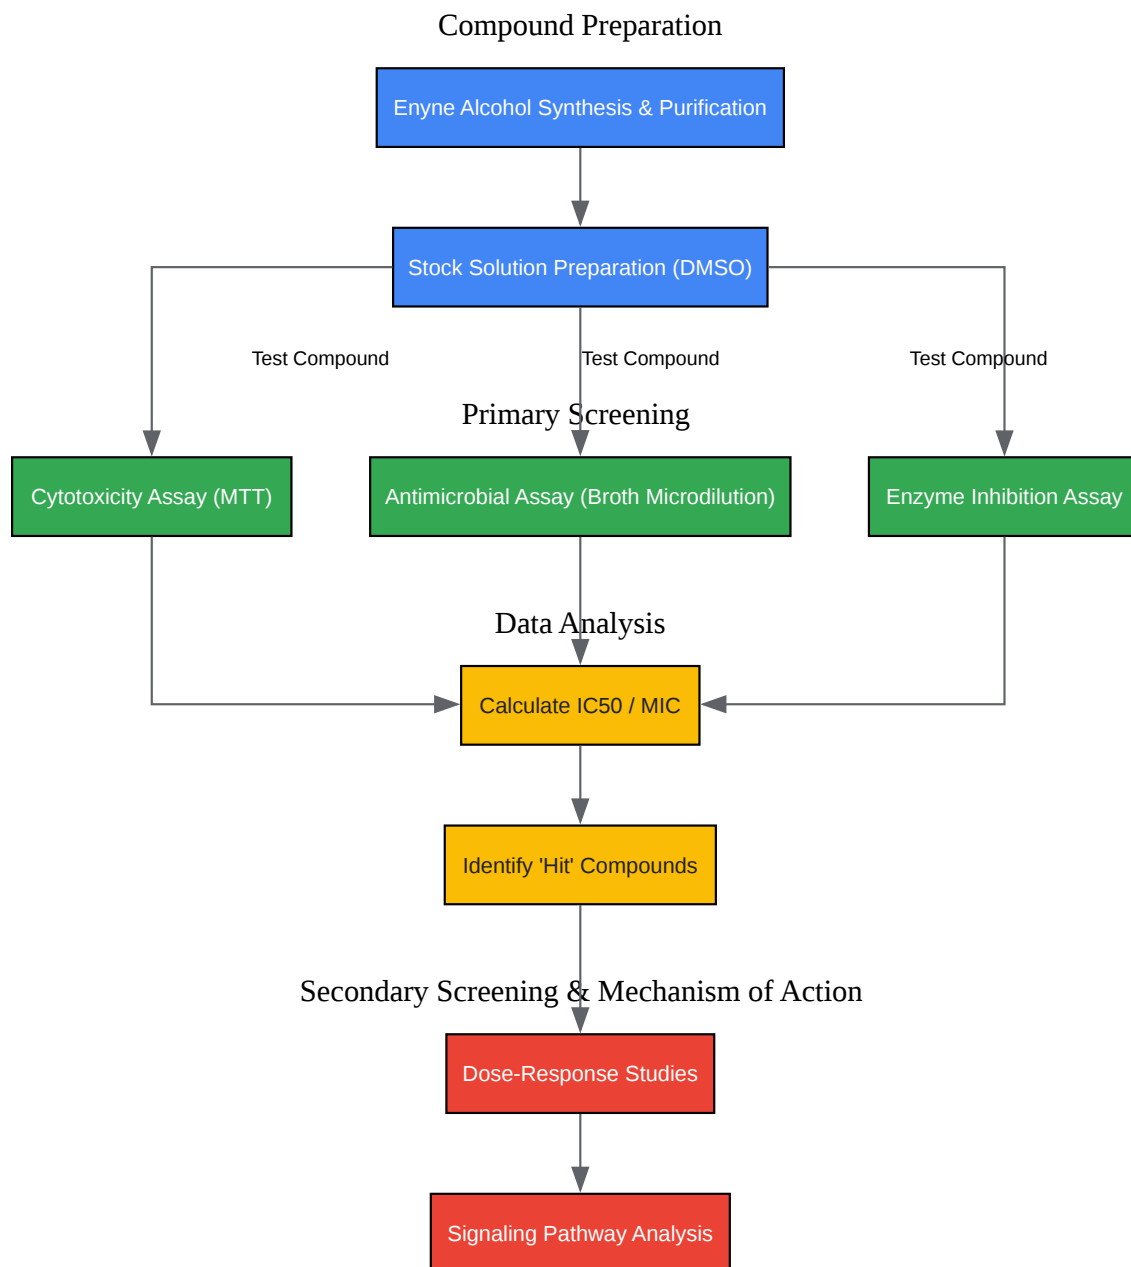 Compound Preparation
Enyne Alcohol Synthesis & Purification
Stock Solution Preparation (DMSO)
Test Compound
Test Compound
Test Compound
Primary Screening
Cytotoxicity Assay (MTT)
Antimicrobial Assay (Broth Microdilution)
Enzyme Inhibition Assay
Data Analysis
Calculate IC50 / MIC
Identify 'Hit' Compounds
Secondary Screening & Mechanism of Action
Dose-Response Studies
Signaling Pathway Analysis